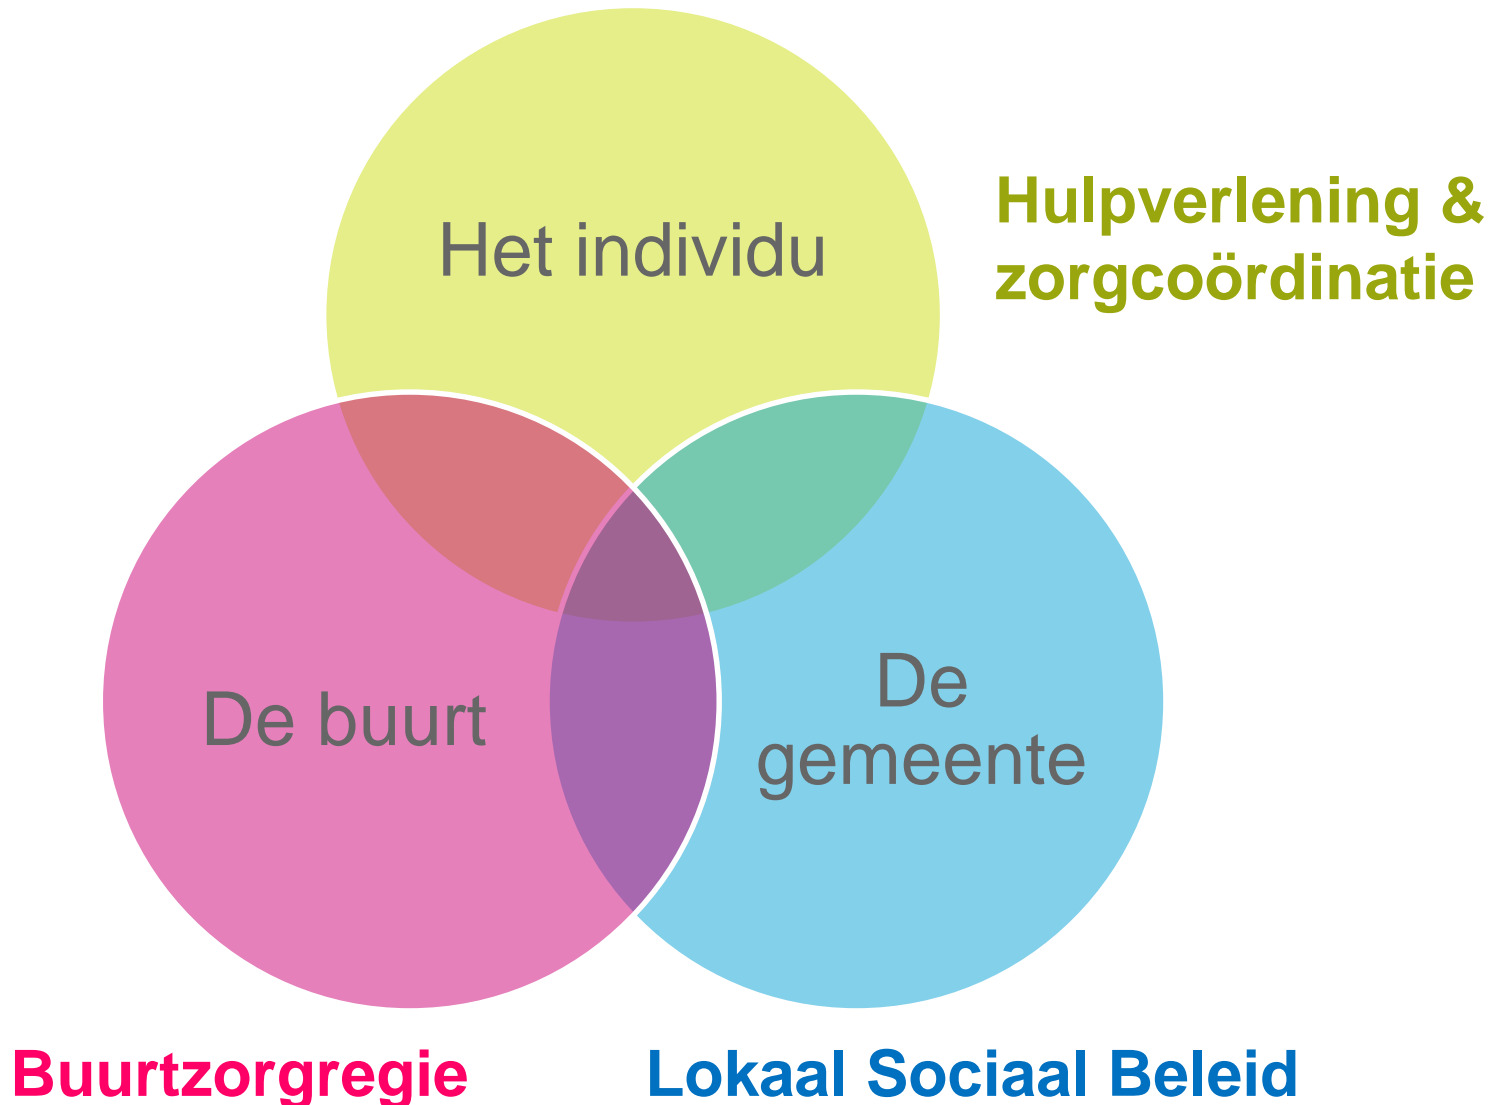 Het individu
Hulpverlening &
zorgcoördinatie
De buurt
De
gemeente
Buurtzorgregie
Lokaal Sociaal Beleid